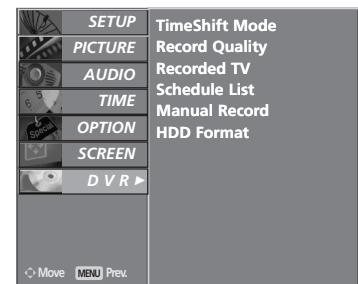 SETUP
PICTURE
AUDIO
TIME
OPTION
SCREEN
D V R ►
TimeShift Mode
Record Quality
Recorded TV
Schedule List
Manual Record
HDD Format
Move MENU Prev.